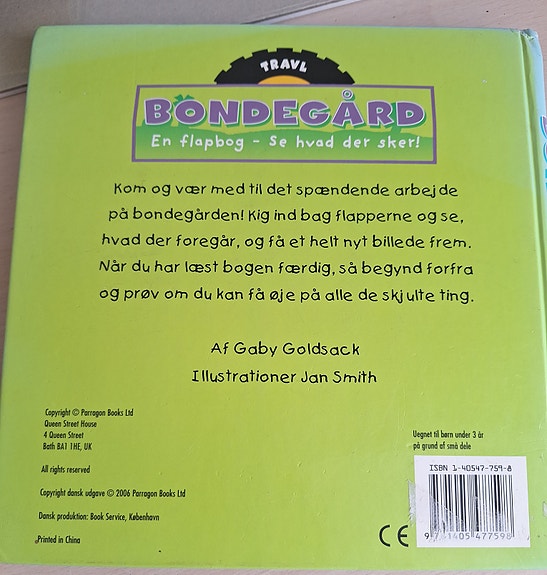 TRAVL
BONDEGÅRD
En flapbog - Se hvad der sker!
Kom og vær med til det spændende arbejde
på bondegården! Kig ind bag flapperne og se,
hvad der foregår, og få et helt nyt billede frem.
Når du har læst bogen færdig, så begynd forfra
og prøv om du kan få øje på alle de skjulte ting.
Af Gaby Goldsack
Illustrationer Jan Smith
Copyright © Parragon Books Ltd
Queen Street House
4 Queen Street
Bath BA1 1HE, UK
All rights reserved
Copyright dansk udgave © 2006 Parragon Books Ltd
Dansk produktion: Book Service, København
Printed in China
Uegnet til børn under 3 år
på grund af små dele
ISBN 1-40547-759-8
CE
9 781405 477598